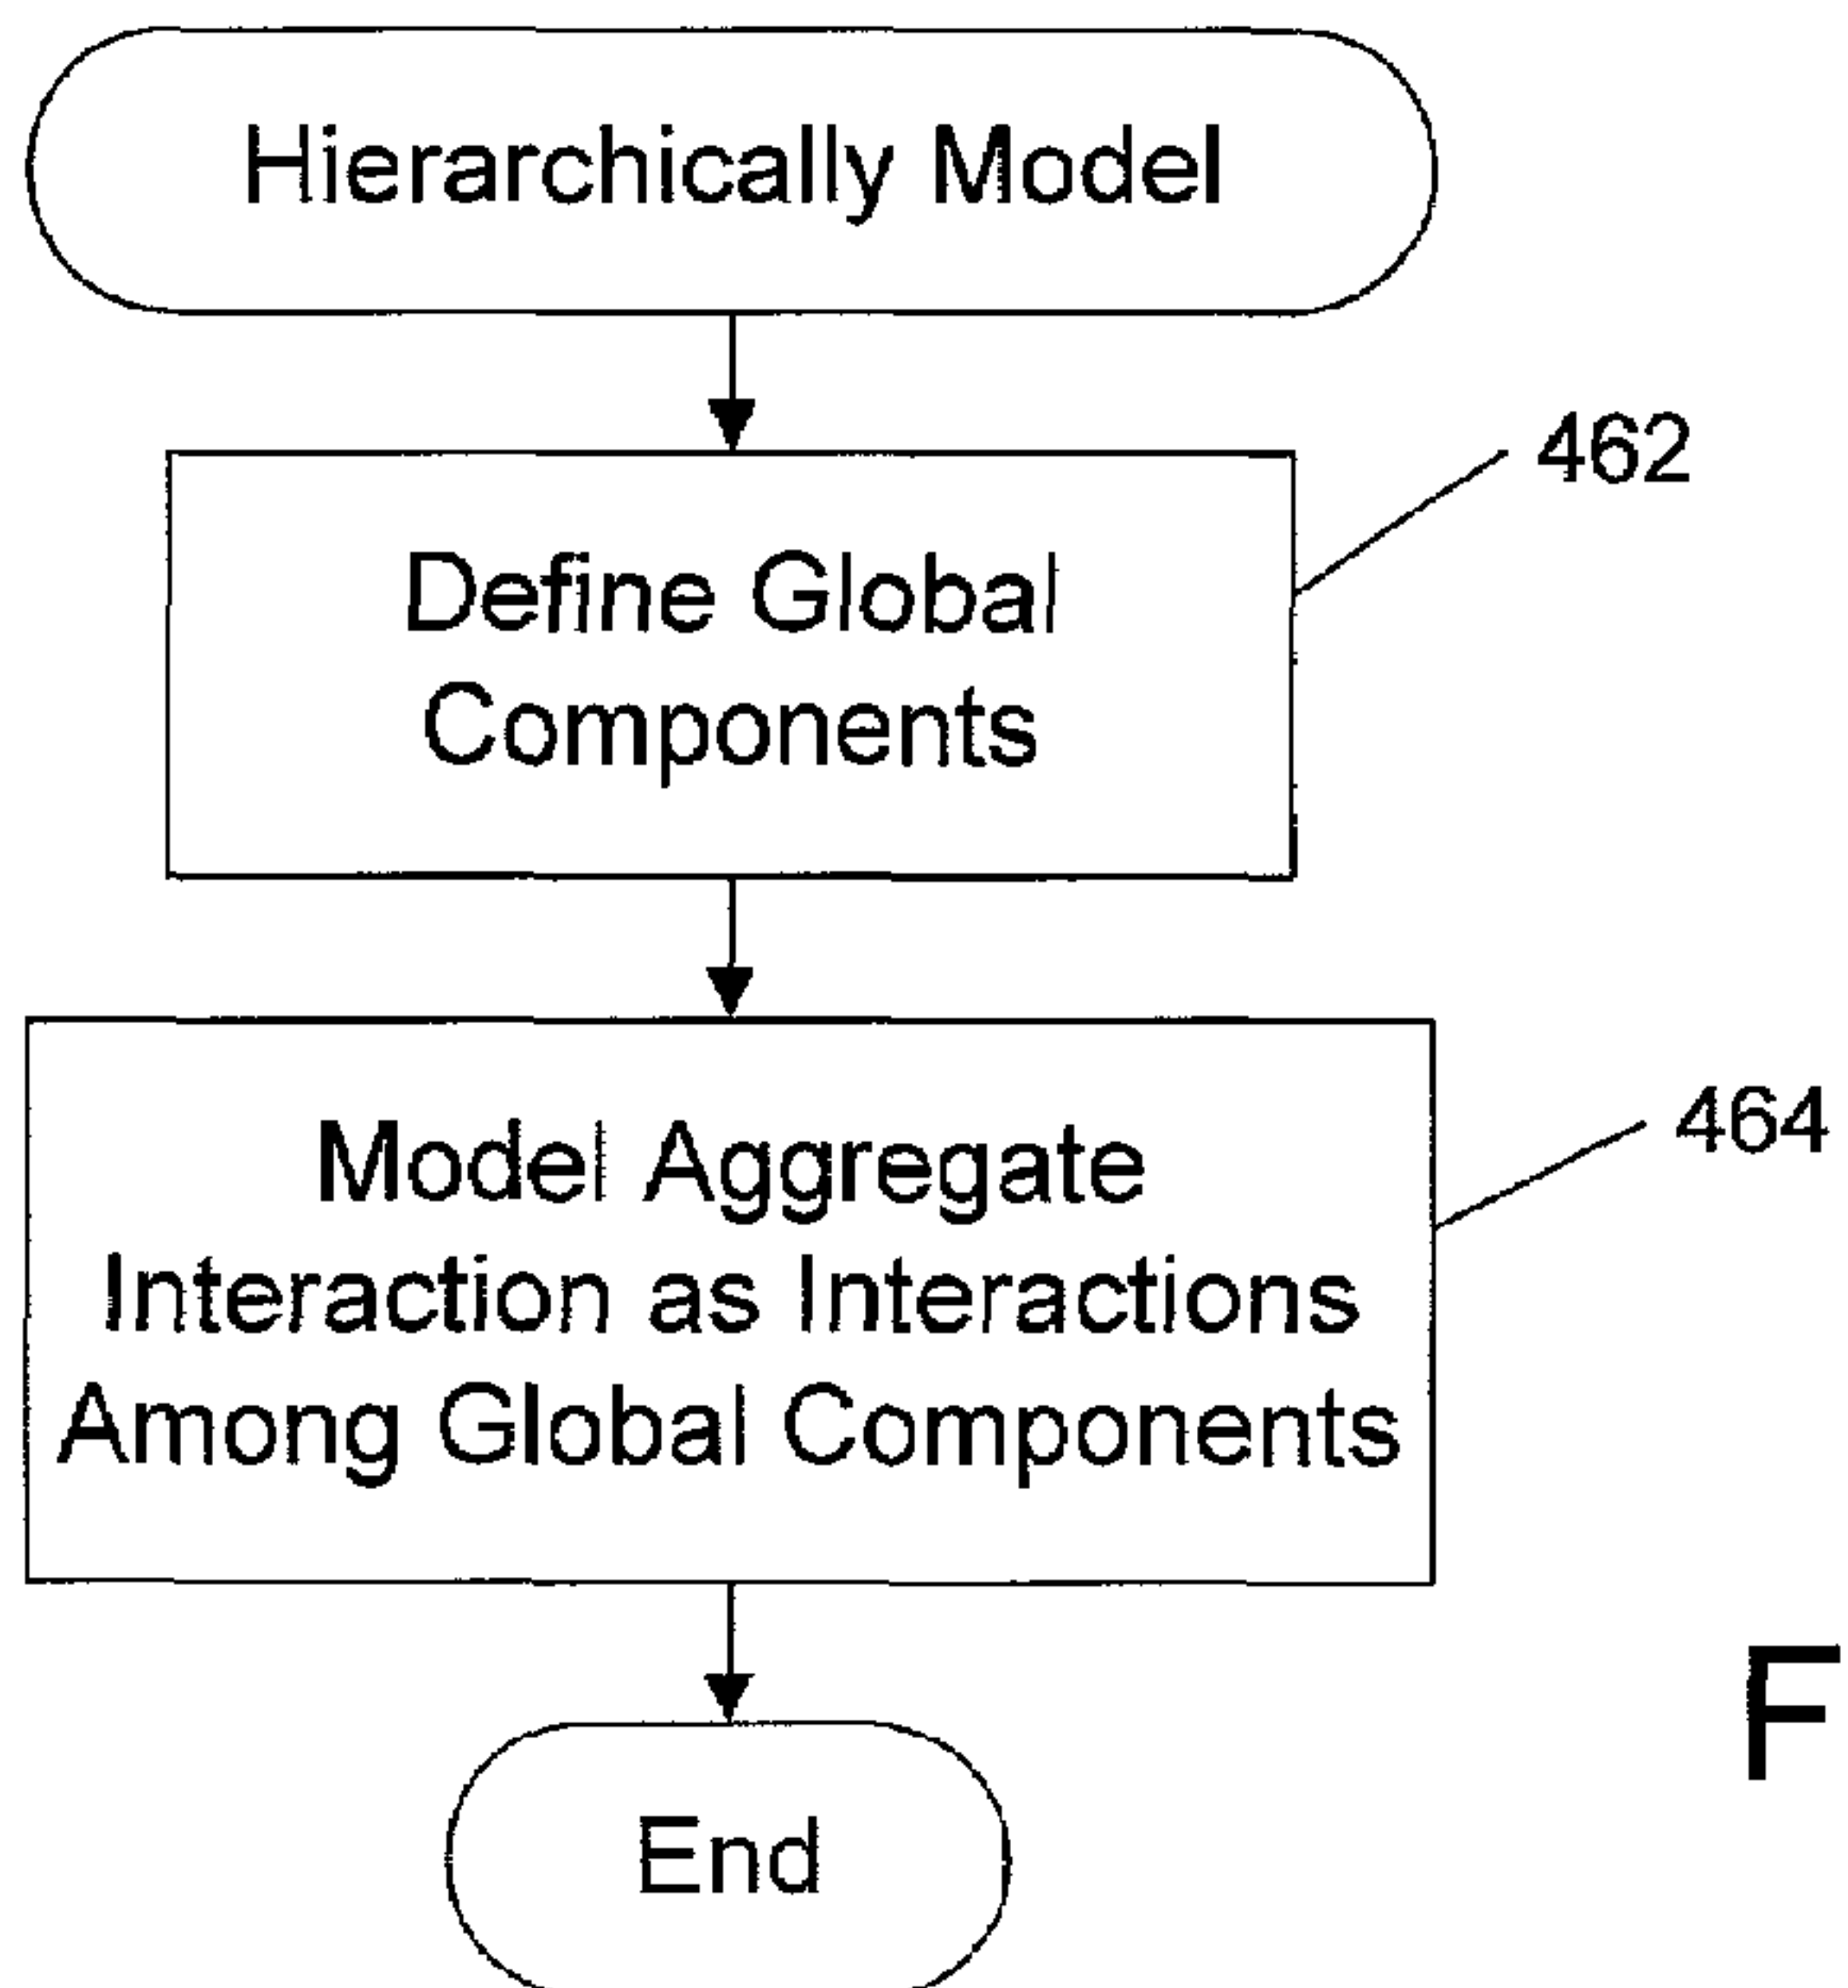 Hierarchically Model
462
Define Global
Components
464
Model Aggregate
Interaction as Interactions
Among Global Components
F
End